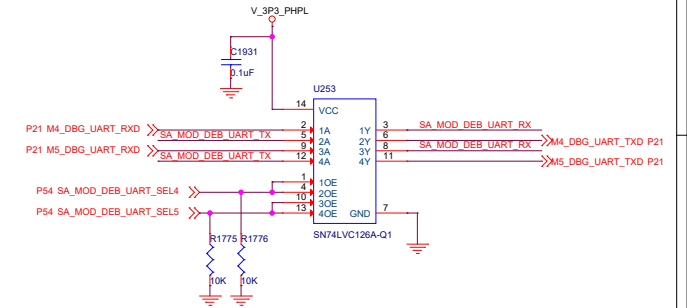 V_3P3_PHPL
C1931
0.1uF
U253
14 VCC
P21 M4_DBG_UART_RXD 2 1A 1Y 3 SA_MOD_DEB_UART_RX
SA_MOD_DEB_UART_TX 5 2A 2Y 6 M4_DBG_UART_TXD P21
P21 M5_DBG_UART_RXD 9 3A 3Y 8 SA_MOD_DEB_UART_RX
SA_MOD_DEB_UART_TX 12 4A 4Y 11 M5_DBG_UART_TXD P21
1 1OE
P54 SA_MOD_DEB_UART_SEL4 4 2OE
10 3OE
P54 SA_MOD_DEB_UART_SEL5 13 4OE GND 7
SN74LVC126A-Q1
R1775 R1776
10K 10K